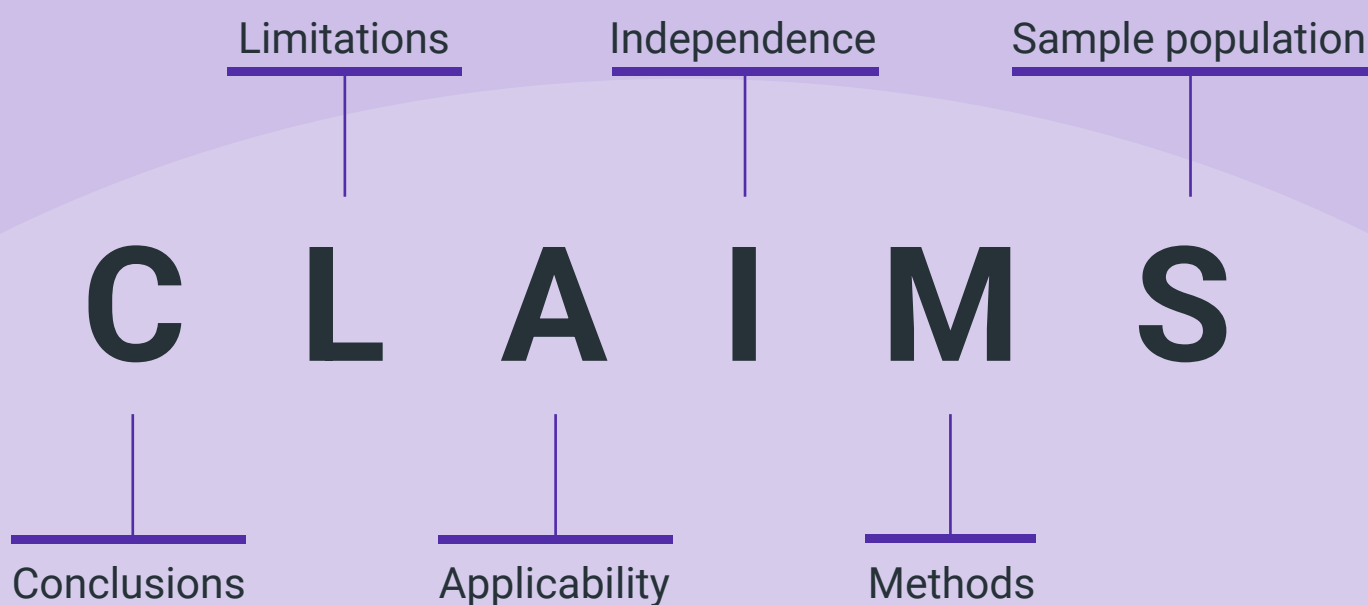 Limitations Independence Sample population
C L A I M S
Conclusions Applicability Methods